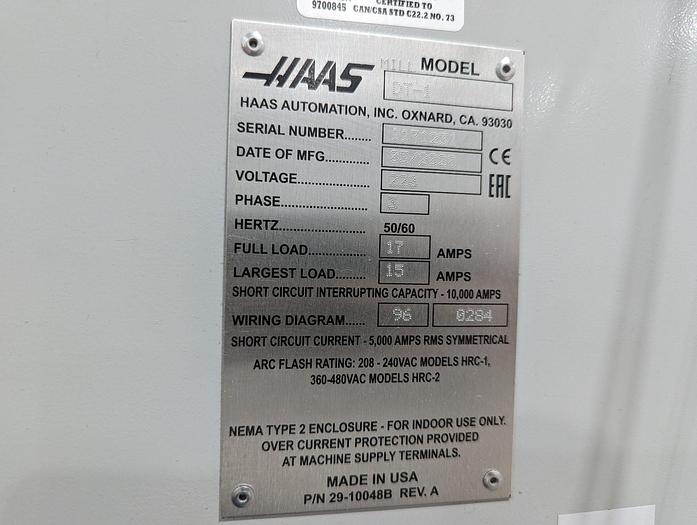 CERTIFIED TO
9700845 CAN/CSA STD C22.2 NO. 73
HAAS MILL MODEL
DT-1
HAAS AUTOMATION, INC. OXNARD, CA. 93030
SERIAL NUMBER.......
DATE OF MFG............
CE
VOLTAGE..................
EAC
PHASE....................... 3
HERTZ....................... 50/60
FULL LOAD............... 17 AMPS
LARGEST LOAD........ 15 AMPS
SHORT CIRCUIT INTERRUPTING CAPACITY - 10,000 AMPS
WIRING DIAGRAM...... 96 0284
SHORT CIRCUIT CURRENT - 5,000 AMPS RMS SYMMETRICAL
ARC FLASH RATING: 208 - 240VAC MODELS HRC-1,
360-480VAC MODELS HRC-2
NEMA TYPE 2 ENCLOSURE - FOR INDOOR USE ONLY.
OVER CURRENT PROTECTION PROVIDED
AT MACHINE SUPPLY TERMINALS.
MADE IN USA
P/N 29-10048B REV. A